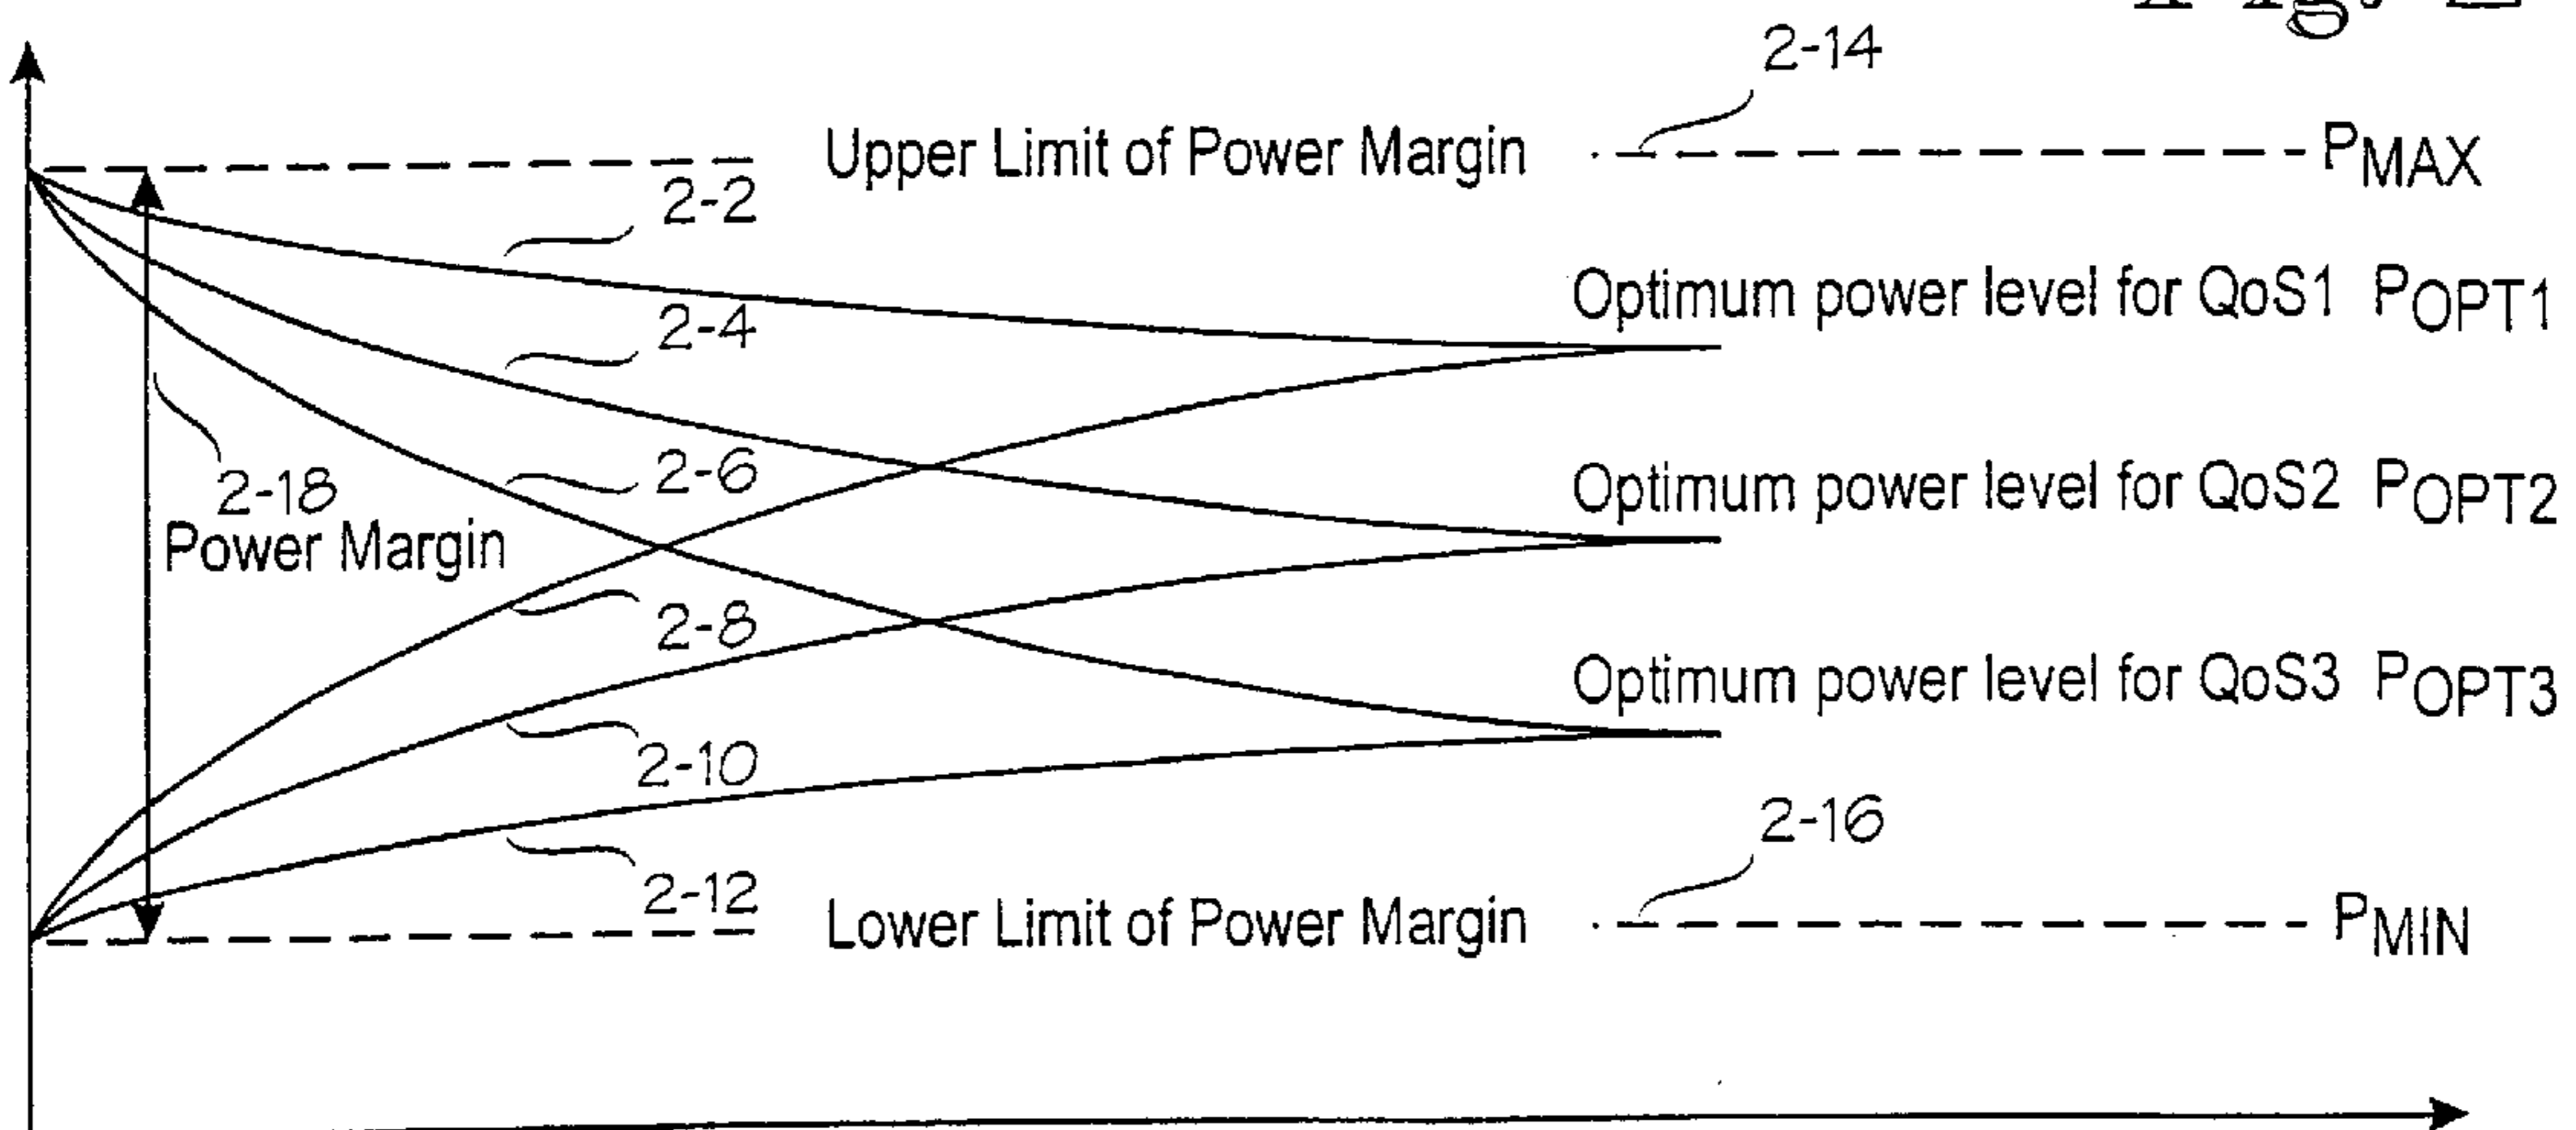 2-14
Upper Limit of Power Margin PMAX
2-2
Optimum power level for QoS1 POPT1
2-4
2-6
2-18
Optimum power level for QoS2 POPT2
Power Margin
2-8
Optimum power level for QoS3 POPT3
2-10
2-16
2-12
Lower Limit of Power Margin PMIN